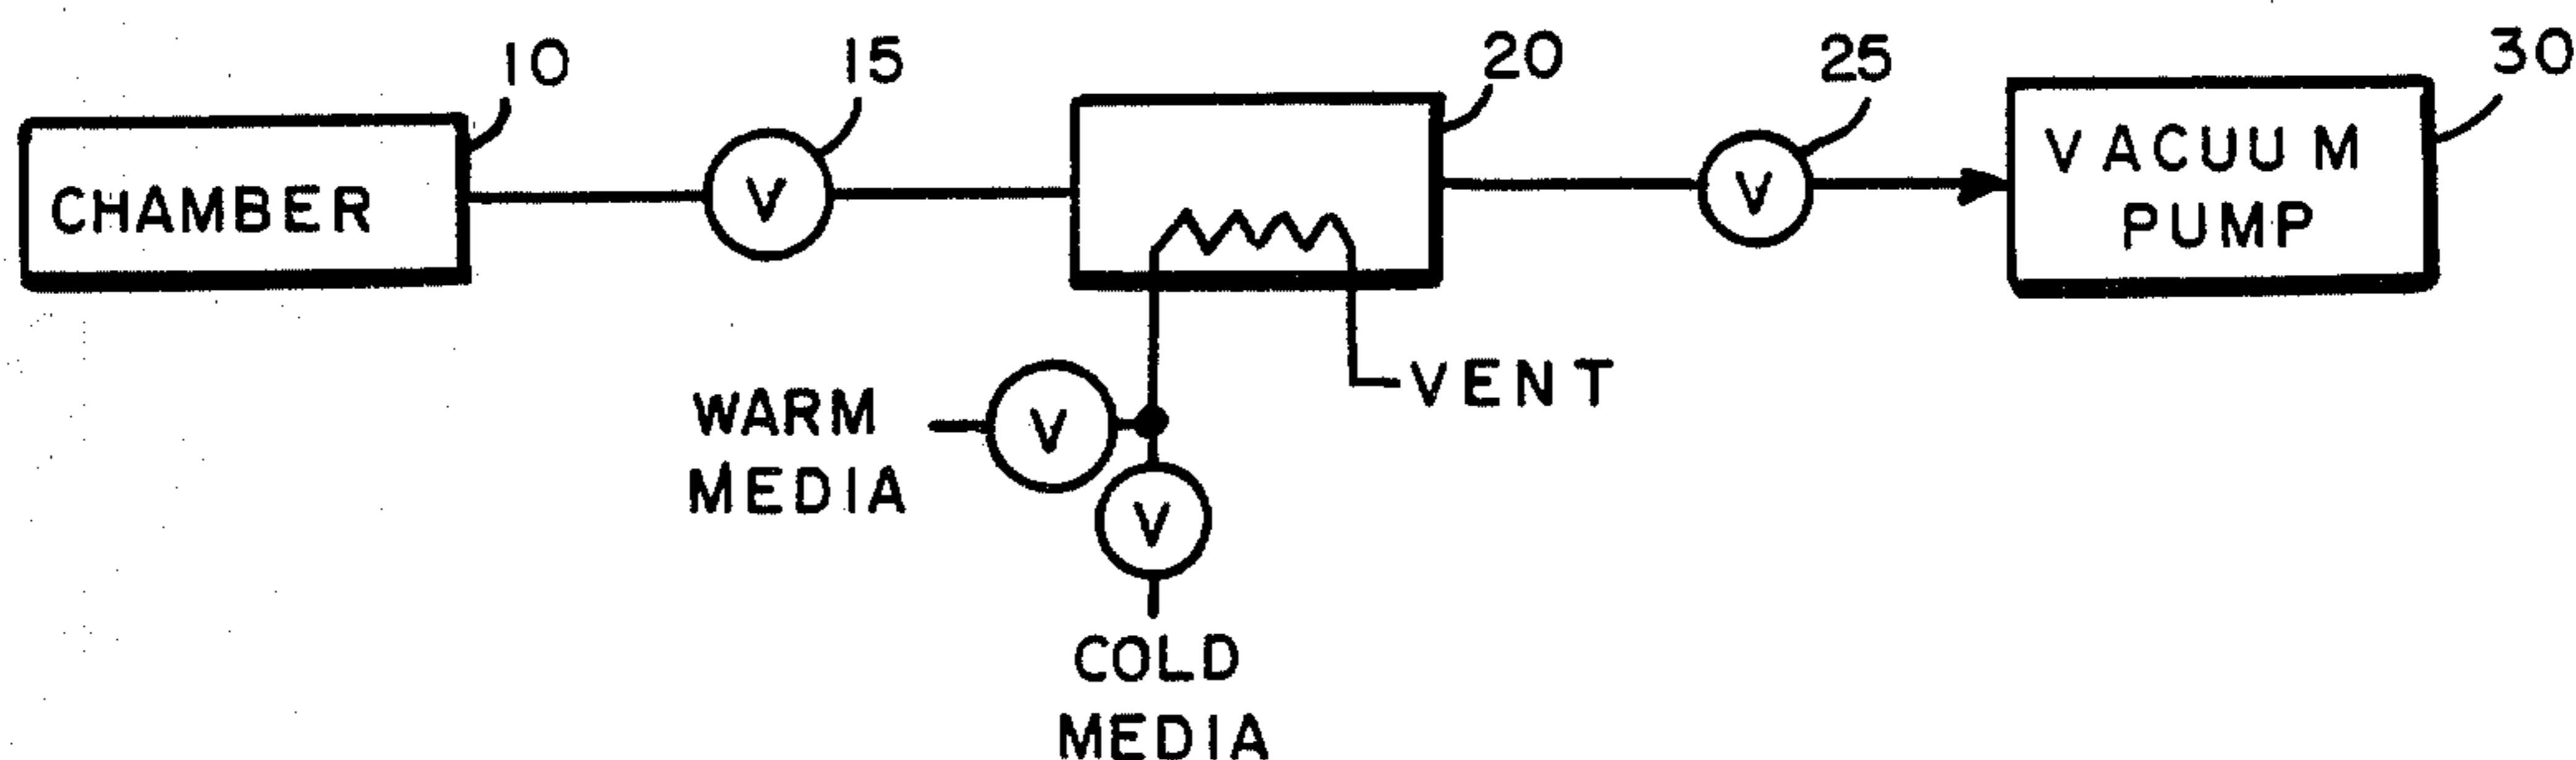 10
15
20
25
30
CHAMBER
V
V
VACUUM
PUMP
VENT
WARM
MEDIA
V
V
COLD
MEDIA